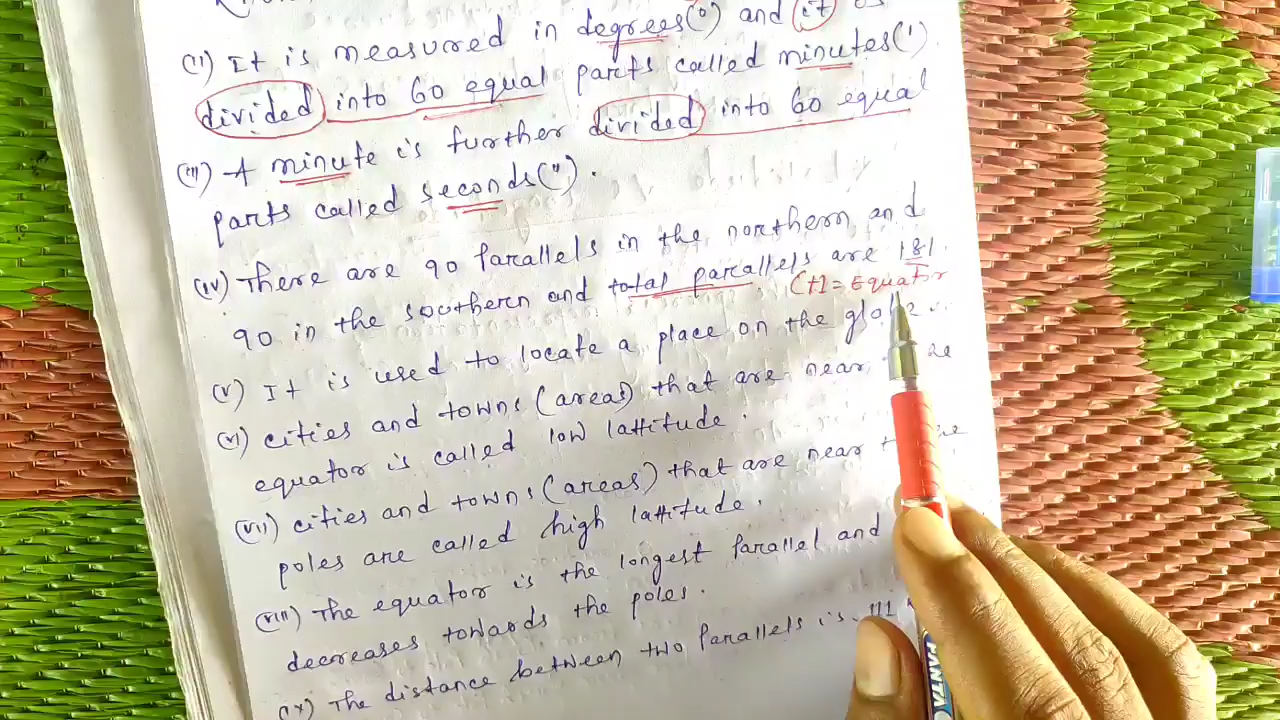 (ii) It is measured in degrees(°) and it is
divided into 60 equal parts called minutes(')
(iii) A minute is further divided into 60 equal
parts called seconds(").
(iv) There are 90 parallels in the northern and
90 in the southern and total parallels are 181.
(+1 = Equator
(v) It is used to locate a place on the globe.
(vi) cities and towns (areas) that are near the
equator is called low lattitude.
(vii) cities and towns (areas) that are near the
poles are called high lattitude.
(viii) The equator is the longest parallel and
decreases towards the poles.
(ix) The distance between two parallels is 111